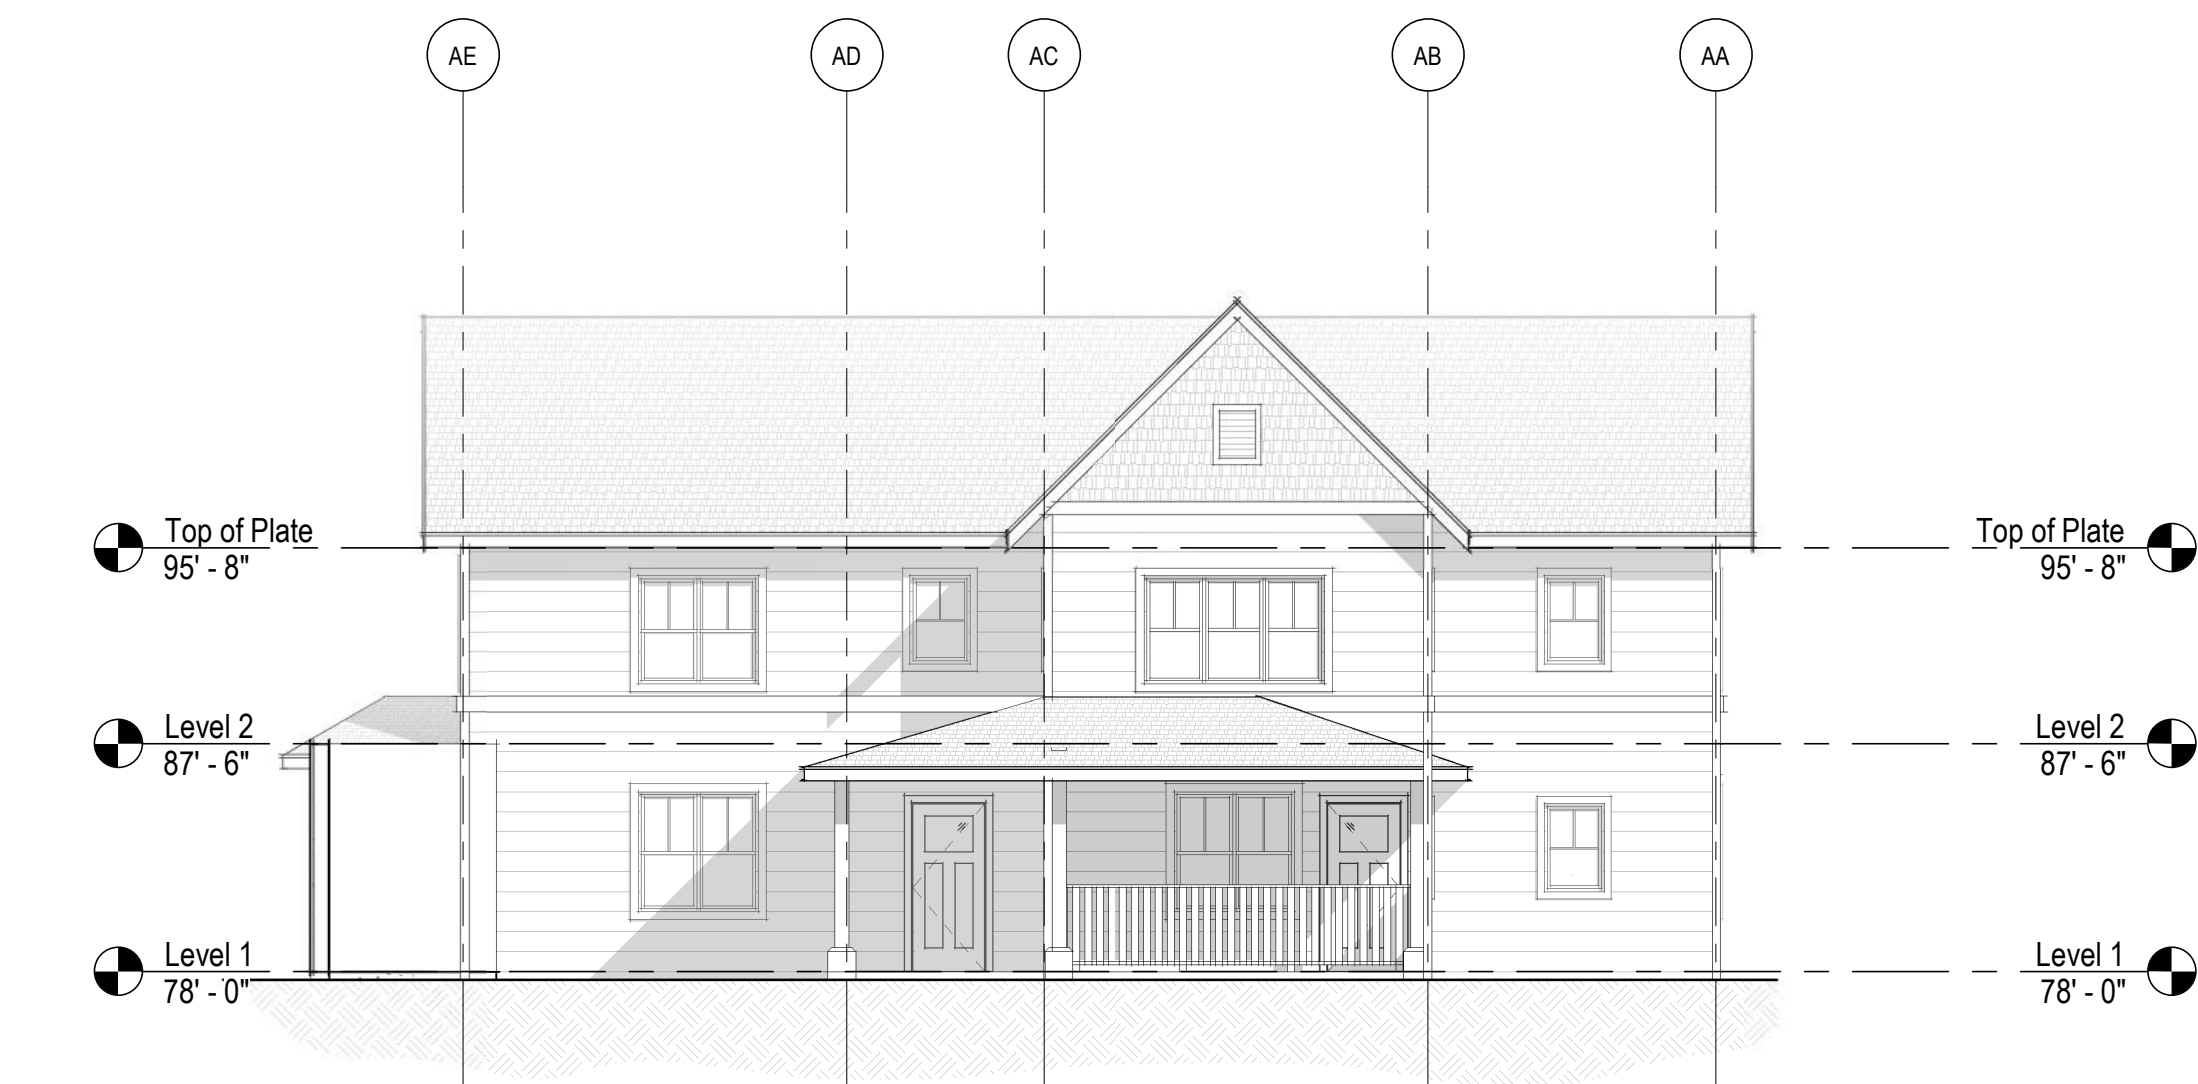 AE AD AC AB AA
Top of Plate
95' - 8"
Top of Plate
95' - 8"
Level 2
87' - 6"
Level 2
87' - 6"
Level 1
78' - 0"
Level 1
78' - 0"